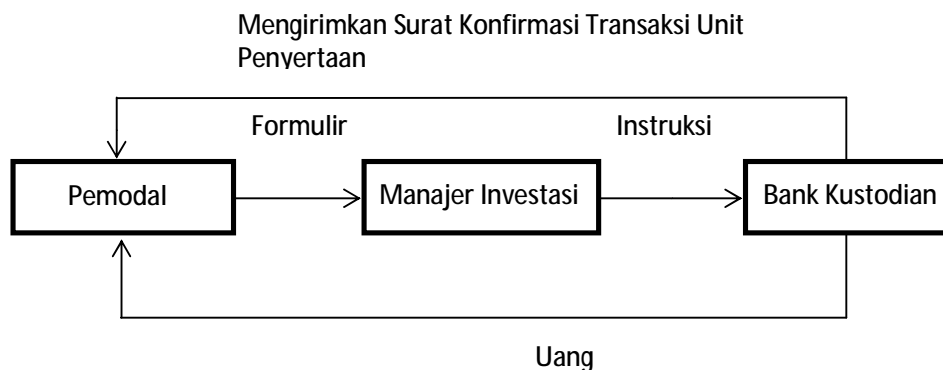 Mengirimkan Surat Konfirmasi Transaksi Unit
Penyertaan
Formulir
Instruksi
Pemodal
Manajer Investasi
Bank Kustodian
Uang